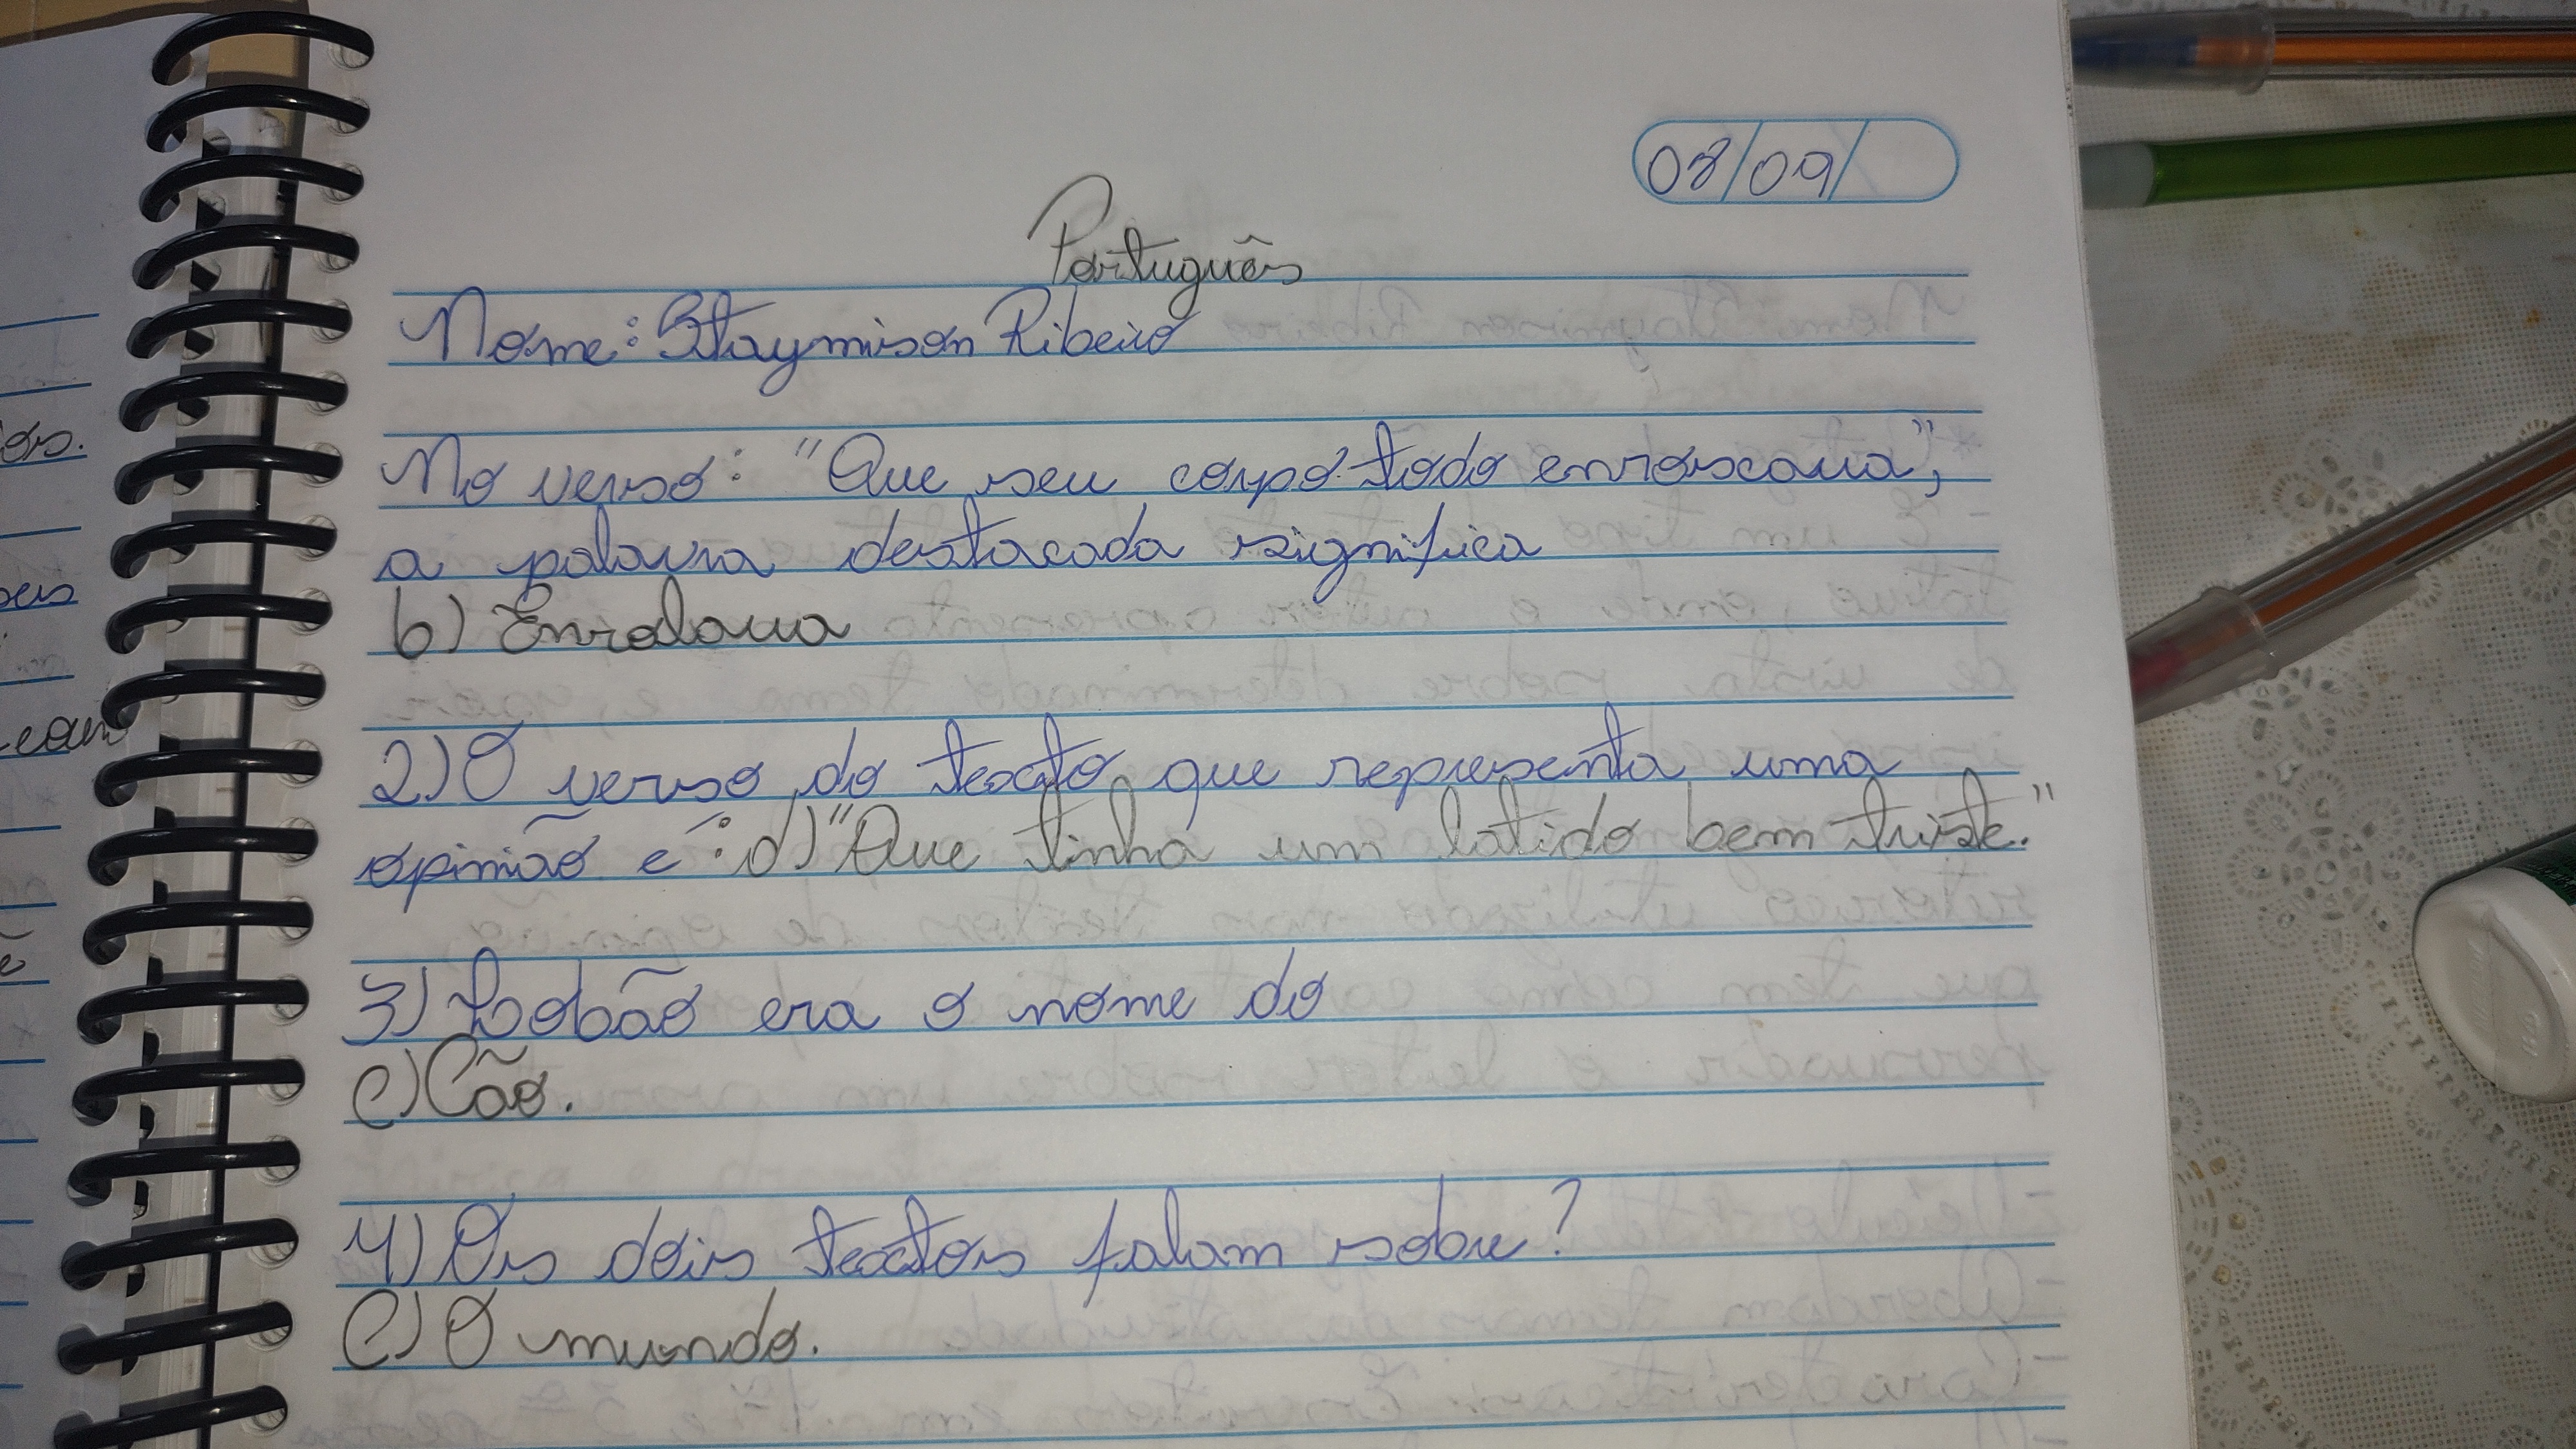 08/09/
Português
Nome: Staymison Ribeiro
No verso: "Que seu corpo todo enroscava",
a palavra destacada significa
b) Enrolava
2) O verso do texto que representa uma
opinião é: d) "Que tinha um latido bem triste."
3) Lobão era o nome do
c) Cão.
4) Os dois textos falam sobre?
c) O mundo.